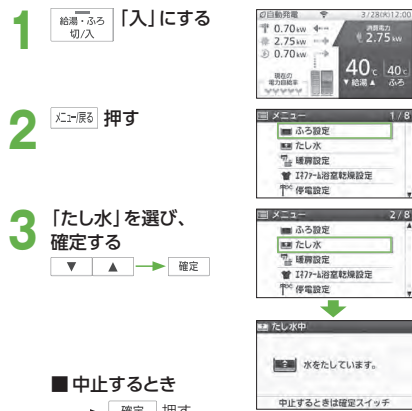 1
給湯・ふろ
切/入
「入」にする
自動発電
3/28(火)12:00
0.70kw
2.75kw
0.70kw
消費電力
2.75kw
現在の
電力自給率
40℃ 40℃
▼給湯▲ ふろ
2
メニュー/戻る 押す
メニュー 1/8
ふろ設定
たし水
暖房設定
エネファーム浴室乾燥設定
停電設定
3
「たし水」を選び、
確定する
▼ ▲ 確定
メニュー 2/8
ふろ設定
たし水
暖房設定
エネファーム浴室乾燥設定
停電設定
たし水中
水をたしています。
中止するときは確定スイッチ
■中止するとき
確定 押す